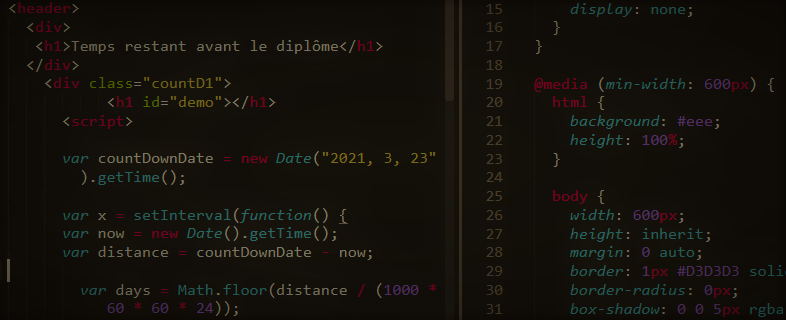 <header>
<div>
<h1>Temps restant avant le diplôme</h1>
</div>
<div class="countD1">
<h1 id="demo"></h1>
<script>
var countDownDate = new Date("2021, 3, 23"
).getTime();
var x = setInterval(function() {
var now = new Date().getTime();
var distance = countDownDate - now;
var days = Math.floor(distance / (1000 *
60 * 60 * 24));
15 display: none;
16 }
17 }
18
19 @media (min-width: 600px) {
20 html {
21 background: #eee;
22 height: 100%;
23 }
24
25 body {
26 width: 600px;
27 height: inherit;
28 margin: 0 auto;
29 border: 1px #D3D3D3 soli
30 border-radius: 0px;
31 box-shadow: 0 0 5px rgba